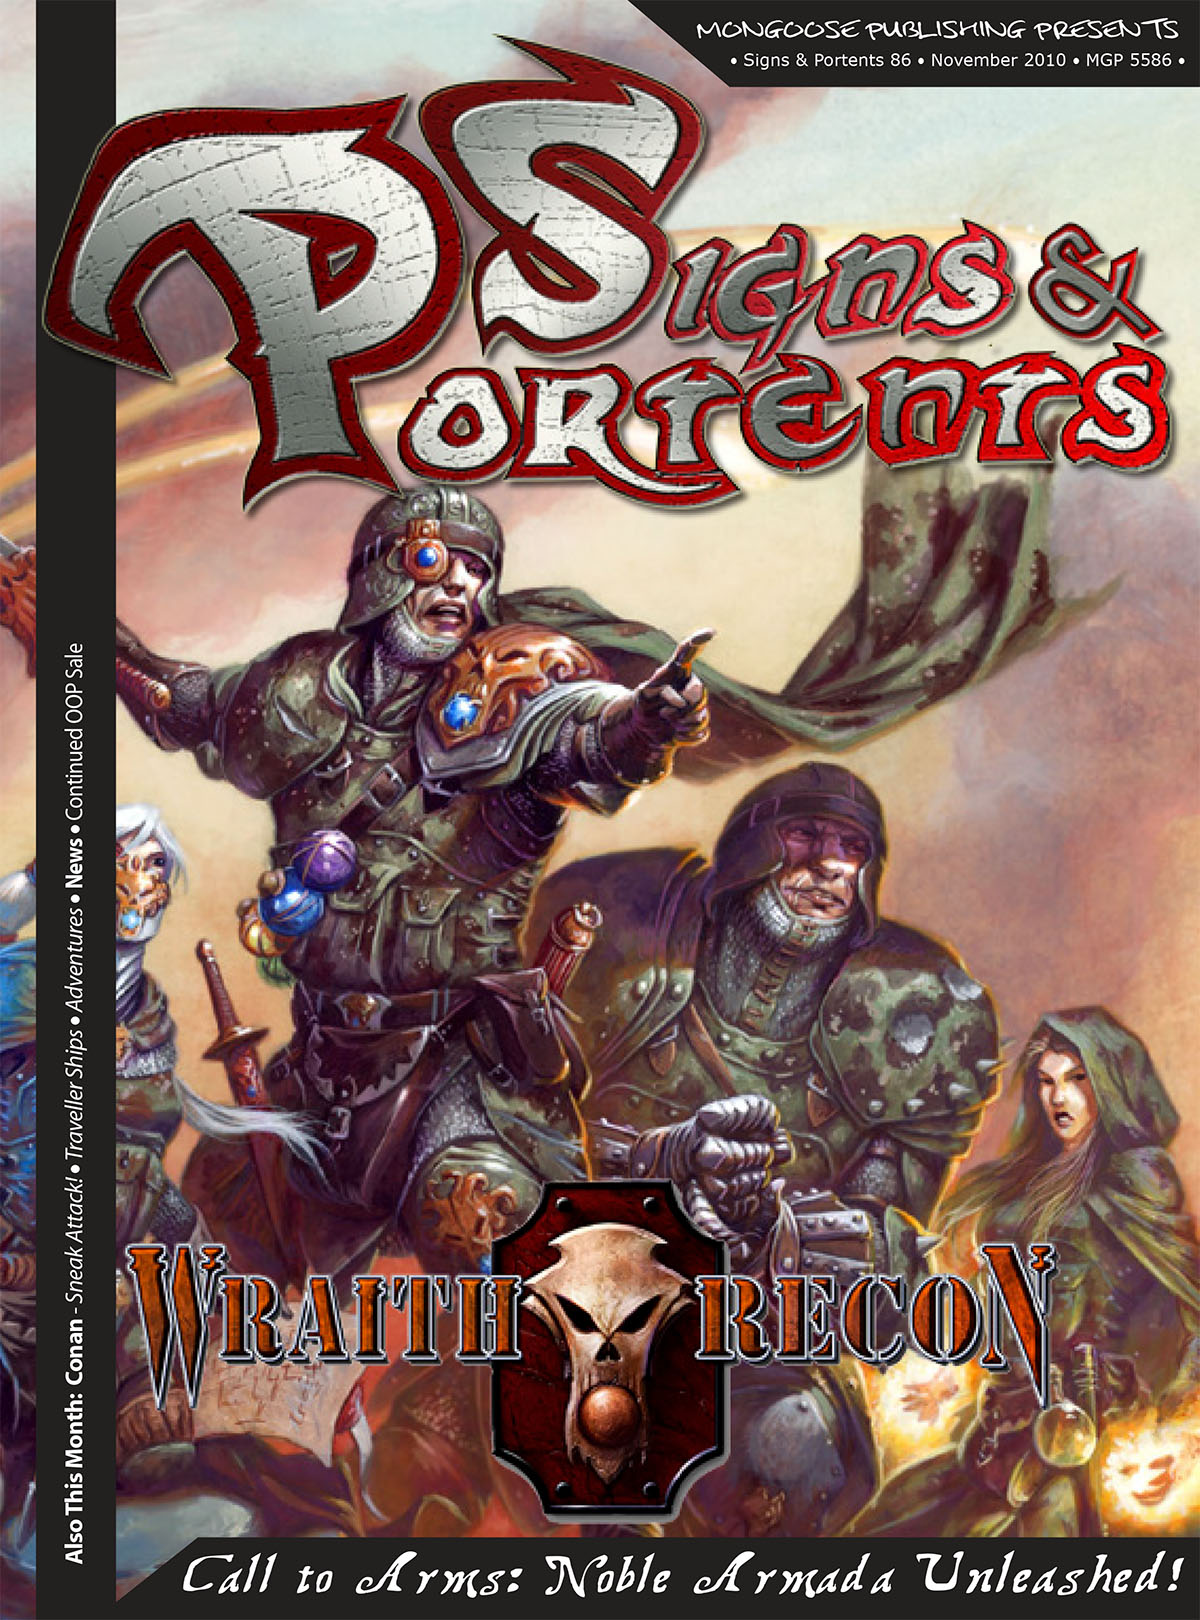 MONGOOSE PUBLISHING PRESENTS
• Signs & Portents 86 • November 2010 • MGP 5586 •
PS
Signs &
Portents
Also This Month: Conan - Sneak Attack! • Traveller Ships • Adventures • News • Continued OOP Sale
WRAITH RECON
Call to Arms: Noble Armada Unleashed!